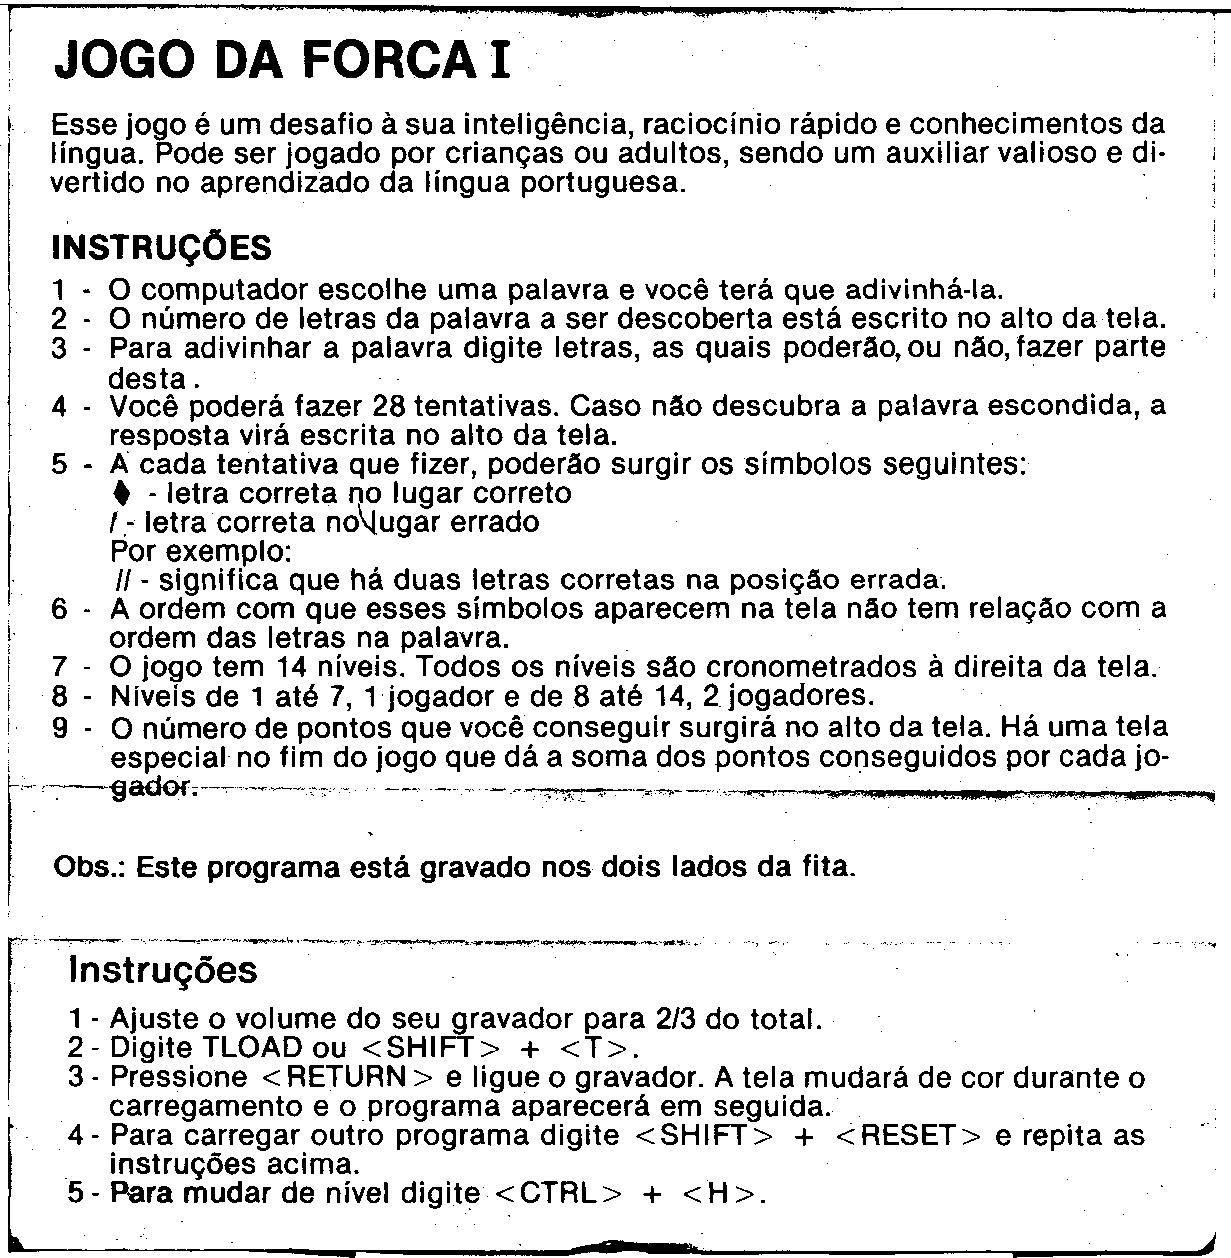 JOGO DA FORCA I
Esse jogo é um desafio à sua inteligência, raciocínio rápido e conhecimentos da
língua. Pode ser jogado por crianças ou adultos, sendo um auxiliar valioso e di-
vertido no aprendizado da língua portuguesa.
INSTRUÇÕES
1 - O computador escolhe uma palavra e você terá que adivinhá-la.
2 - O número de letras da palavra a ser descoberta está escrito no alto da tela.
3 - Para adivinhar a palavra digite letras, as quais poderão, ou não, fazer parte
desta.
4 - Você poderá fazer 28 tentativas. Caso não descubra a palavra escondida, a
resposta virá escrita no alto da tela.
5 - A cada tentativa que fizer, poderão surgir os símbolos seguintes:
♦ - letra correta no lugar correto
/ - letra correta no lugar errado
Por exemplo:
// - significa que há duas letras corretas na posição errada.
6 - A ordem com que esses símbolos aparecem na tela não tem relação com a
ordem das letras na palavra.
7 - O jogo tem 14 níveis. Todos os níveis são cronometrados à direita da tela.
8 - Níveis de 1 até 7, 1 jogador e de 8 até 14, 2 jogadores.
9 - O número de pontos que você conseguir surgirá no alto da tela. Há uma tela
especial no fim do jogo que dá a soma dos pontos conseguidos por cada jo-
gador.
Obs.: Este programa está gravado nos dois lados da fita.
Instruções
1 - Ajuste o volume do seu gravador para 2/3 do total.
2 - Digite TLOAD ou <SHIFT> + <T>.
3 - Pressione <RETURN> e ligue o gravador. A tela mudará de cor durante o
carregamento e o programa aparecerá em seguida.
4 - Para carregar outro programa digite <SHIFT> + <RESET> e repita as
instruções acima.
5 - Para mudar de nível digite <CTRL> + <H>.